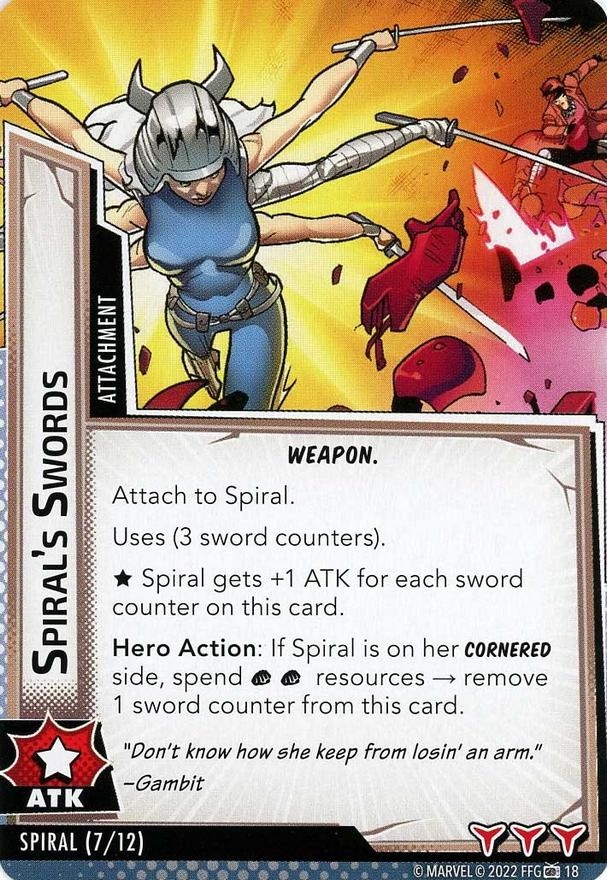 ATTACHMENT
SPIRAL'S SWORDS
WEAPON.
Attach to Spiral.
Uses (3 sword counters).
★ Spiral gets +1 ATK for each sword
counter on this card.
Hero Action: If Spiral is on her CORNERED
side, spend resources → remove
1 sword counter from this card.
"Don't know how she keep from losin' an arm."
–Gambit
ATK
SPIRAL (7/12)
© MARVEL © 2022 FFG 18